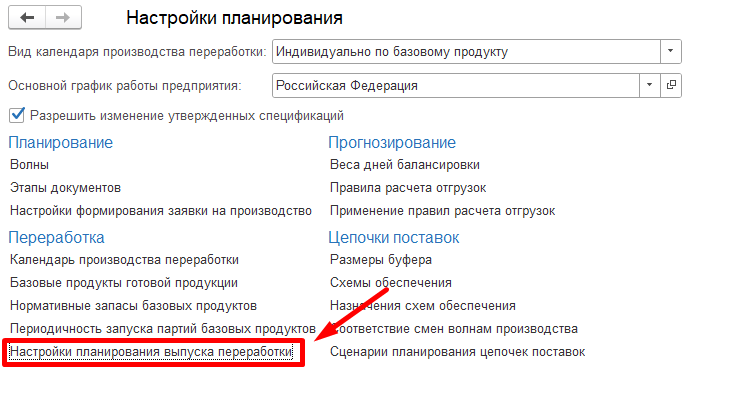 Настройки планирования
Вид календаря производства переработки: Индивидуально по базовому продукту
Основной график работы предприятия: Российская Федерация
Разрешить изменение утвержденных спецификаций
Планирование
Волны
Этапы документов
Настройки формирования заявки на производство
Прогнозирование
Веса дней балансировки
Правила расчета отгрузок
Применение правил расчета отгрузок
Переработка
Календарь производства переработки
Базовые продукты готовой продукции
Нормативные запасы базовых продуктов
Периодичность запуска партий базовых продуктов
Настройки планирования выпуска переработки
Цепочки поставок
Размеры буфера
Схемы обеспечения
Назначения схем обеспечения
Соответствие смен волнам производства
Сценарии планирования цепочек поставок